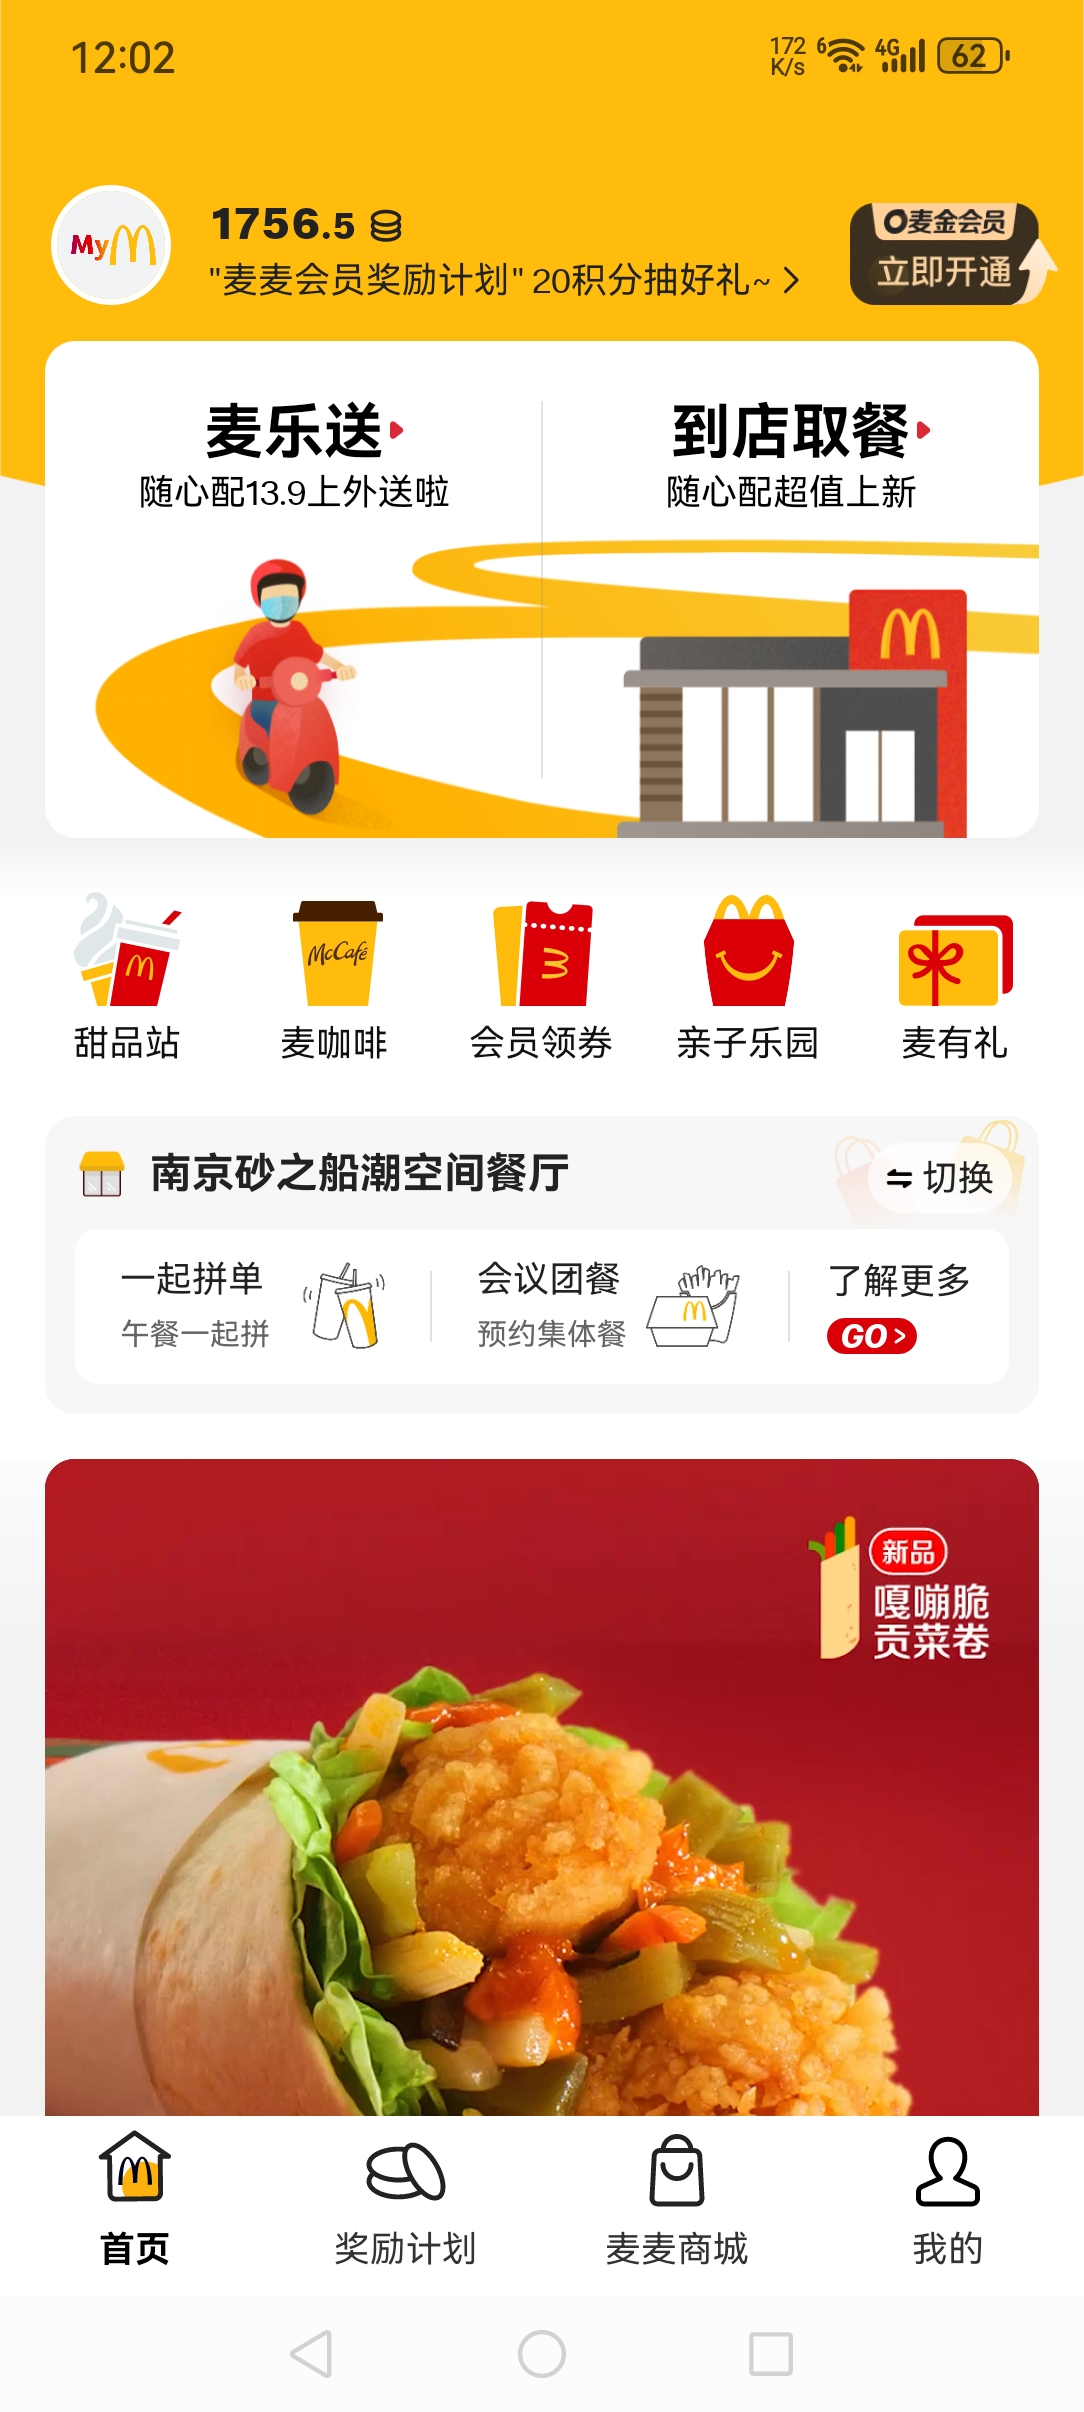 12:02
172
K/s
6
4G
62
My
1756.5
"麦麦会员奖励计划" 20积分抽好礼~
麦金会员
立即开通
麦乐送
随心配13.9上外送啦
到店取餐
随心配超值上新
McCafé
甜品站
麦咖啡
会员领券
亲子乐园
麦有礼
南京砂之船潮空间餐厅
切换
一起拼单
午餐一起拼
会议团餐
预约集体餐
了解更多
GO >
新品
嘎嘣脆
贡菜卷
首页
奖励计划
麦麦商城
我的